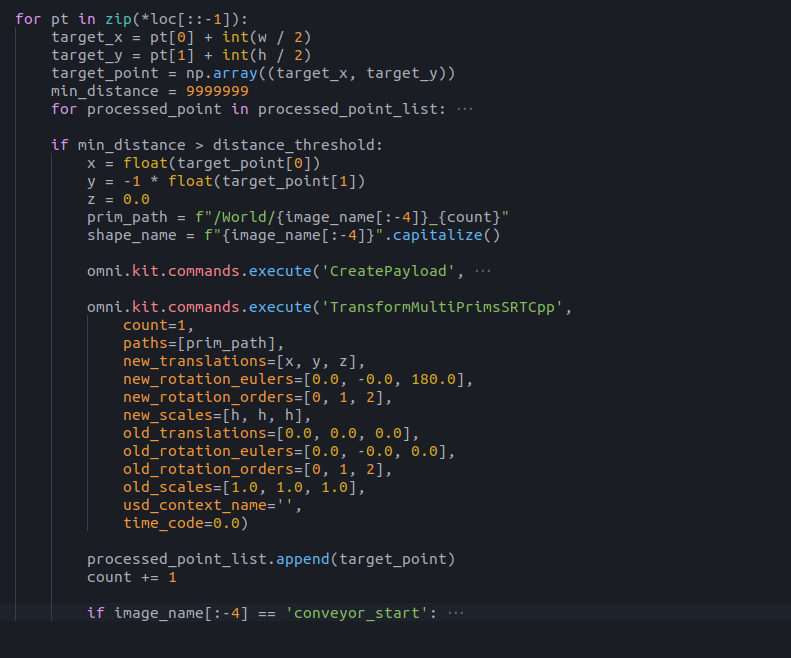 for pt in zip(*loc[::-1]):
    target_x = pt[0] + int(w / 2)
    target_y = pt[1] + int(h / 2)
    target_point = np.array((target_x, target_y))
    min_distance = 9999999
    for processed_point in processed_point_list: ···
    if min_distance > distance_threshold:
        x = float(target_point[0])
        y = -1 * float(target_point[1])
        z = 0.0
        prim_path = f"/World/{image_name[:-4]}_{count}"
        shape_name = f"{image_name[:-4]}".capitalize()
        omni.kit.commands.execute('CreatePayload', ···
        omni.kit.commands.execute('TransformMultiPrimsSRTCpp',
            count=1,
            paths=[prim_path],
            new_translations=[x, y, z],
            new_rotation_eulers=[0.0, -0.0, 180.0],
            new_rotation_orders=[0, 1, 2],
            new_scales=[h, h, h],
            old_translations=[0.0, 0.0, 0.0],
            old_rotation_eulers=[0.0, -0.0, 0.0],
            old_rotation_orders=[0, 1, 2],
            old_scales=[1.0, 1.0, 1.0],
            usd_context_name='',
            time_code=0.0)
        processed_point_list.append(target_point)
        count += 1
        if image_name[:-4] == 'conveyor_start': ···